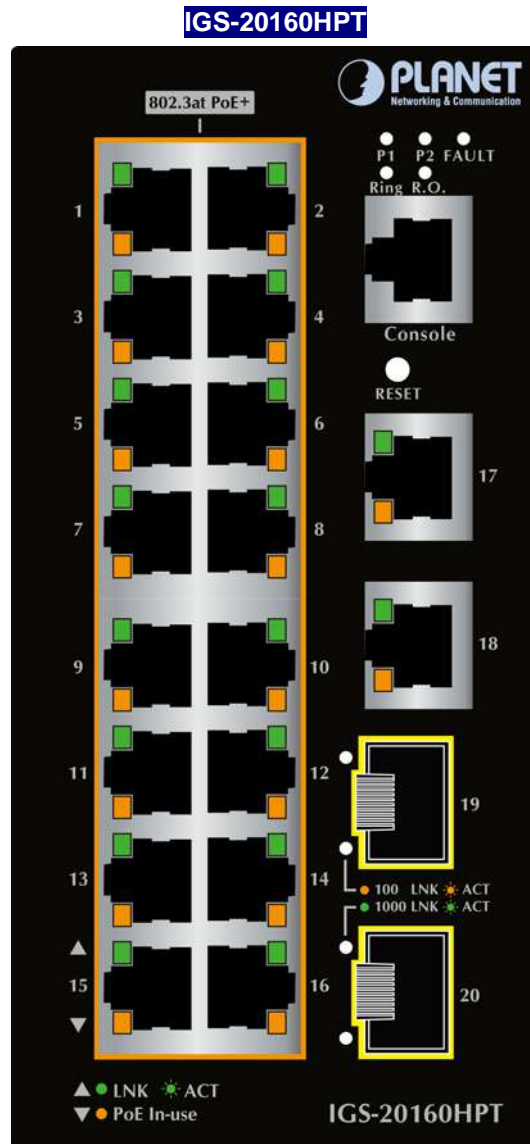 IGS-20160HPT
PLANET
Networking & Communication
802.3at PoE+
P1 P2 FAULT
Ring R.O.
Console
RESET
1 2
3 4
5 6
7 8
9 10
11 12
13 14
15 16
17
18
19
100 LNK ACT
1000 LNK ACT
20
LNK ACT
PoE In-use
IGS-20160HPT